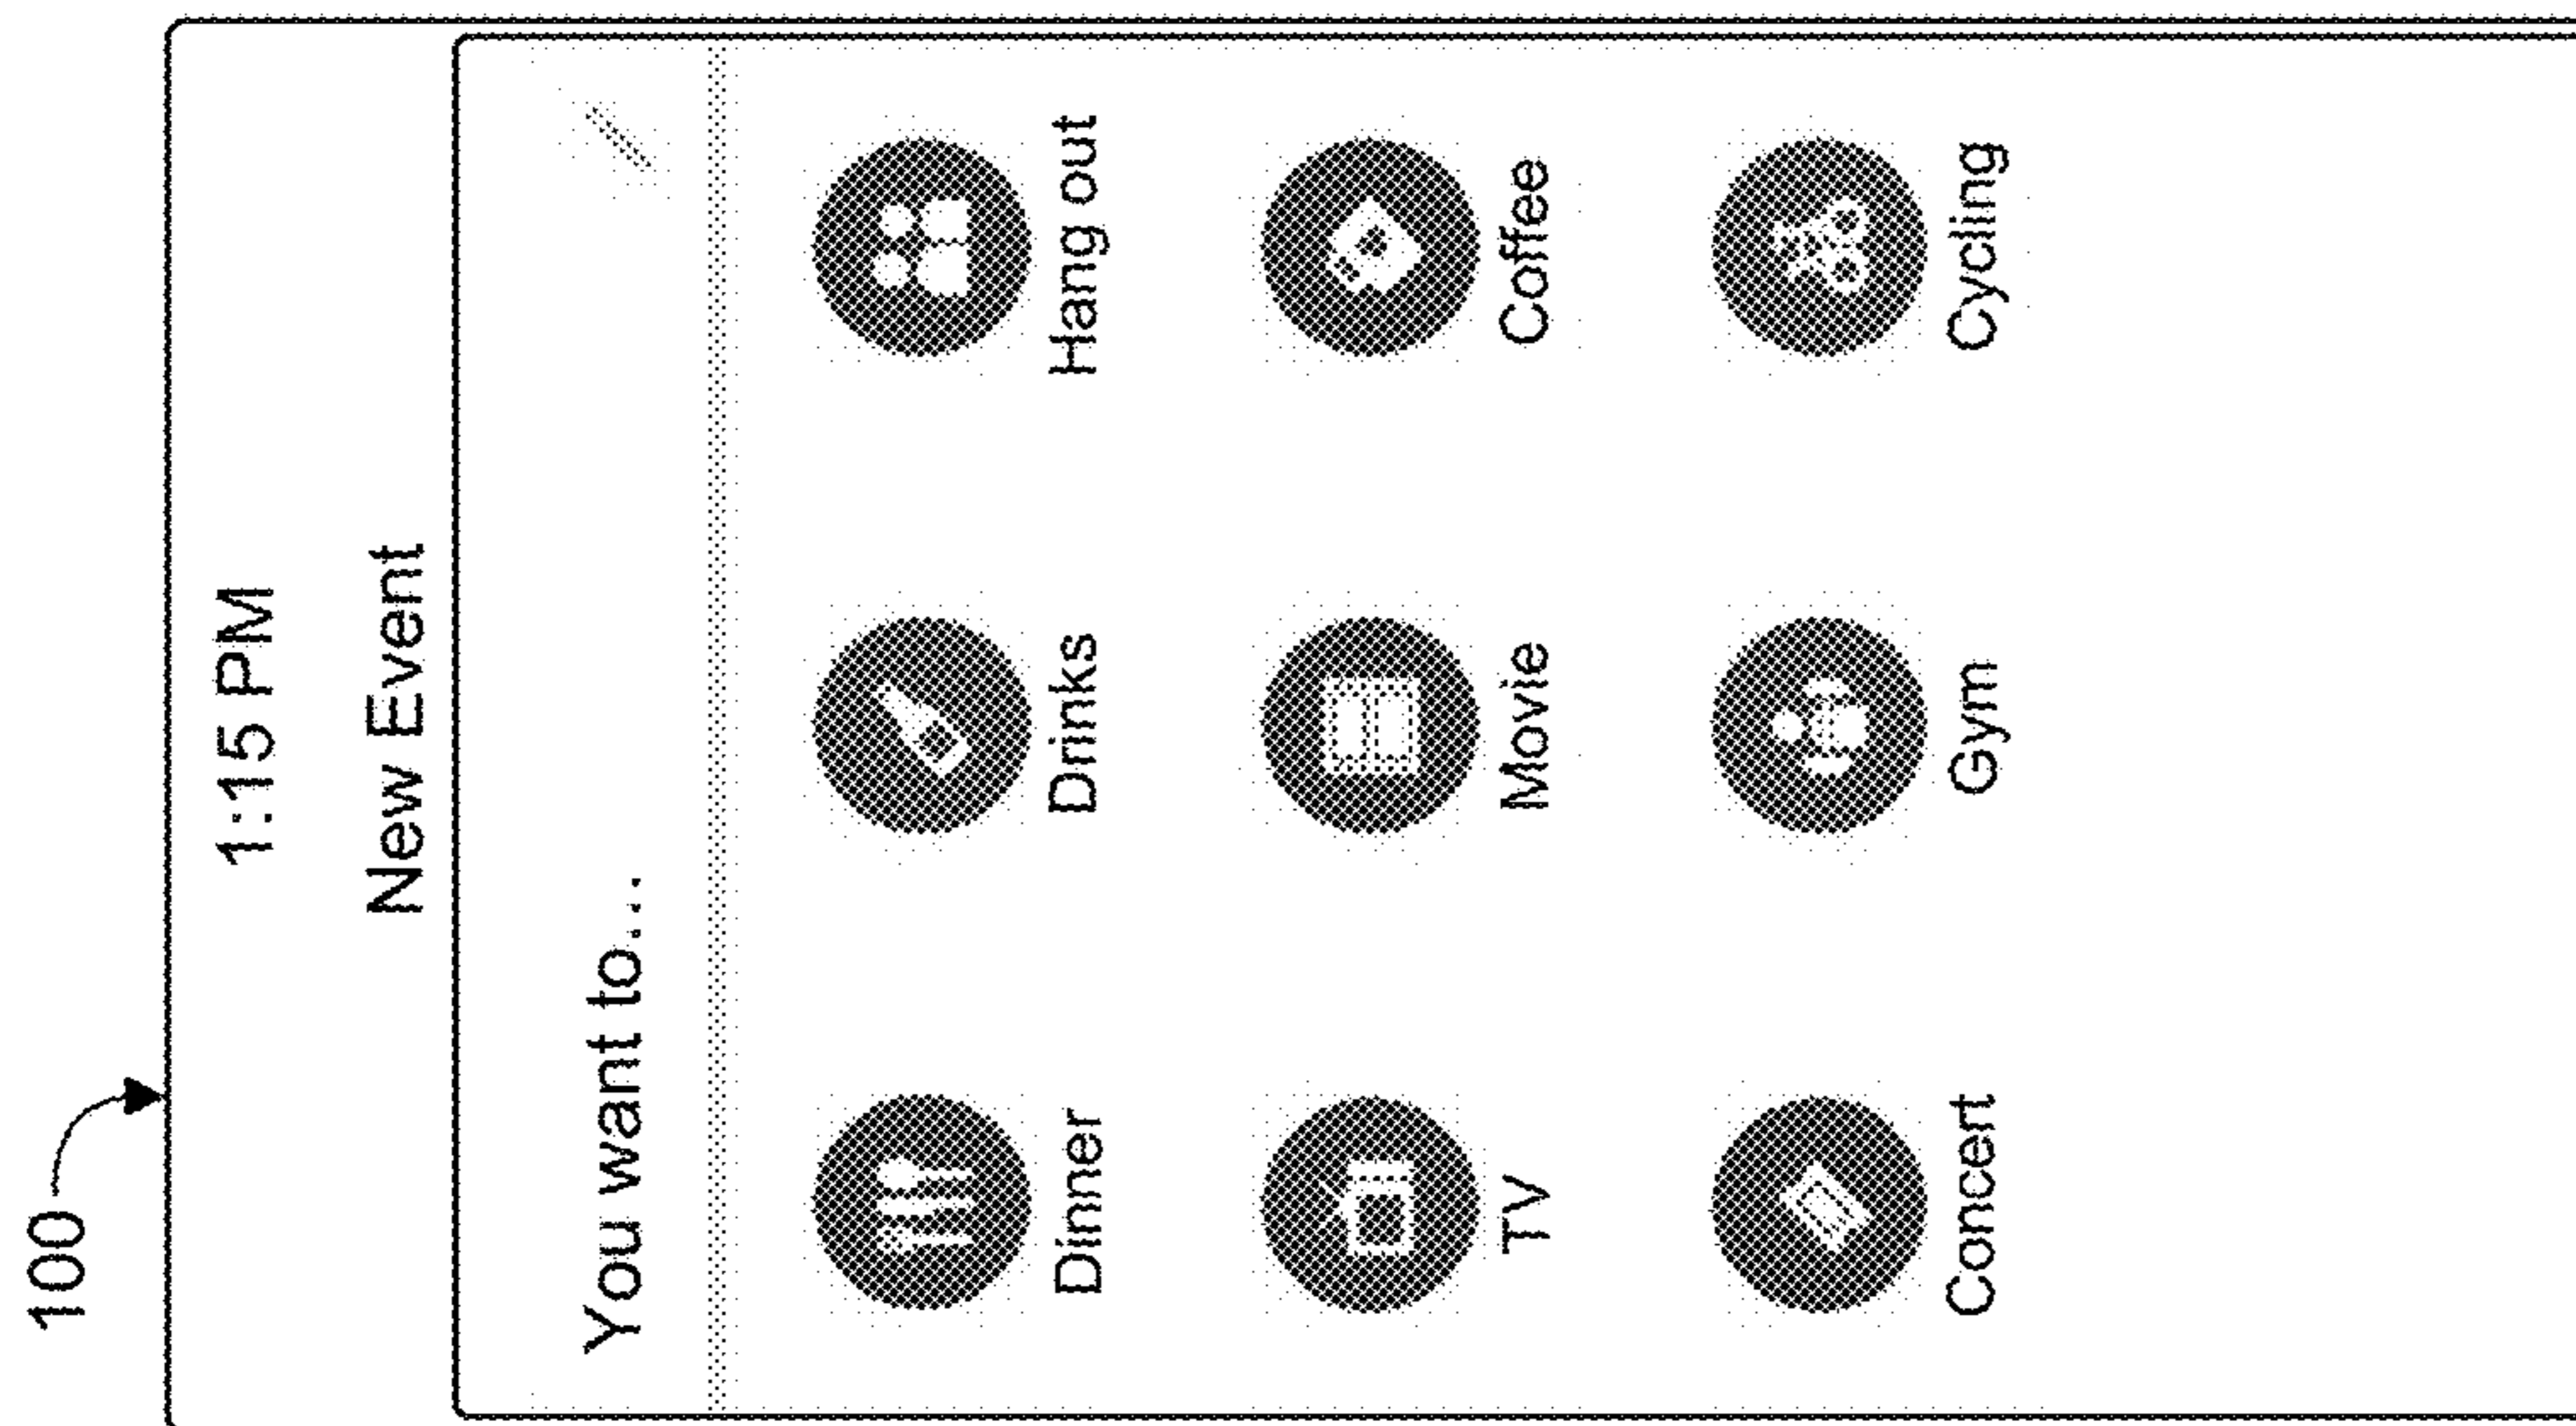 100
1:15 PM
New Event
You want to...
Dinner Drinks Hang out
TV Movie Coffee
Concert Gym Cycling